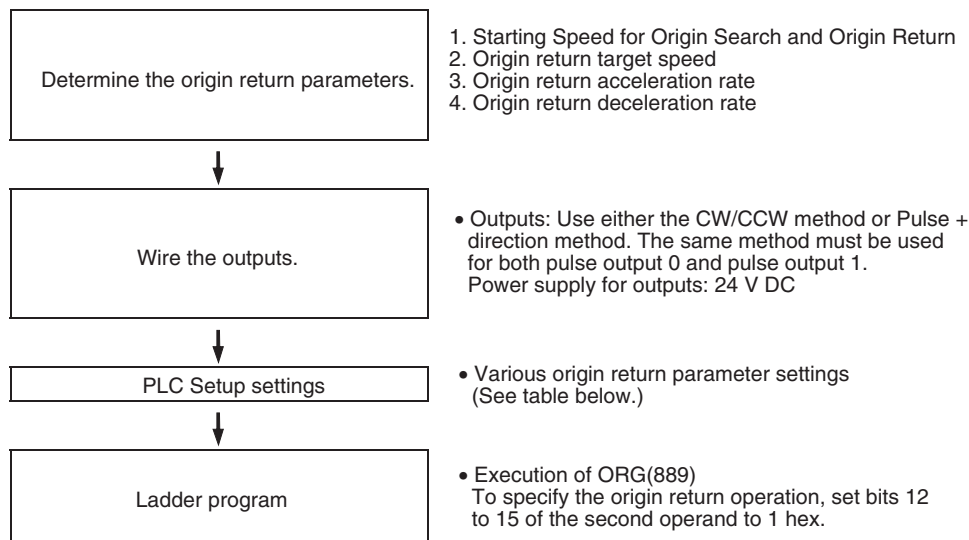 Determine the origin return parameters.
1. Starting Speed for Origin Search and Origin Return
2. Origin return target speed
3. Origin return acceleration rate
4. Origin return deceleration rate
Wire the outputs.
• Outputs: Use either the CW/CCW method or Pulse +
direction method. The same method must be used
for both pulse output 0 and pulse output 1.
Power supply for outputs: 24 V DC
PLC Setup settings
• Various origin return parameter settings
(See table below.)
Ladder program
• Execution of ORG(889)
To specify the origin return operation, set bits 12
to 15 of the second operand to 1 hex.